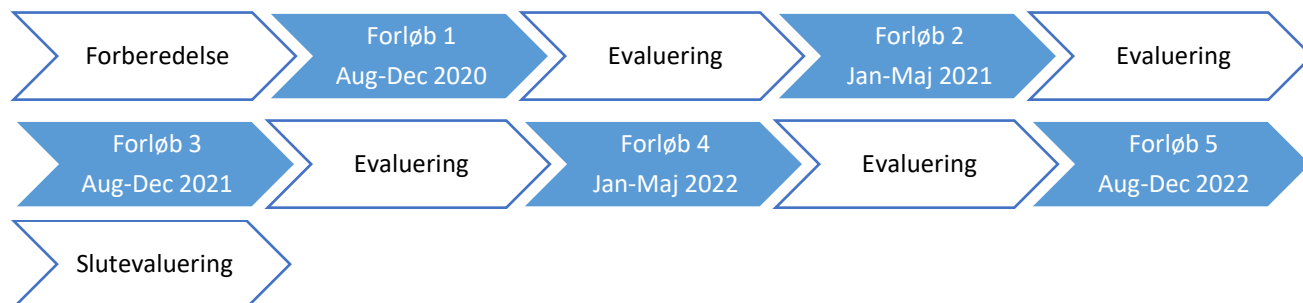 Forberedelse
Forløb 1
Aug-Dec 2020
Evaluering
Forløb 2
Jan-Maj 2021
Evaluering
Forløb 3
Aug-Dec 2021
Evaluering
Forløb 4
Jan-Maj 2022
Evaluering
Forløb 5
Aug-Dec 2022
Slutevaluering